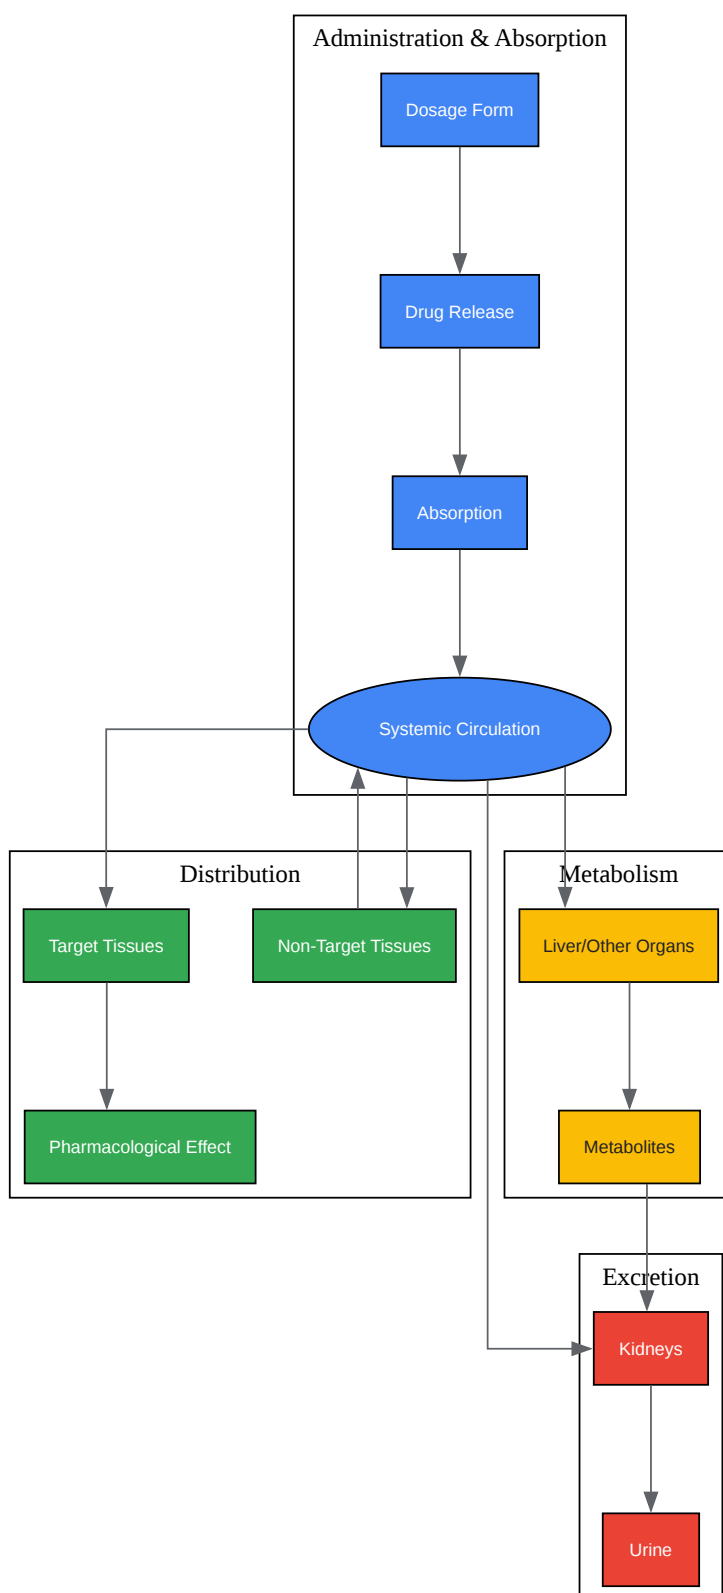 Administration & Absorption
Dosage Form
Drug Release
Absorption
Systemic Circulation
Distribution
Metabolism
Target Tissues
Non-Target Tissues
Liver/Other Organs
Pharmacological Effect
Metabolites
Excretion
Kidneys
Urine